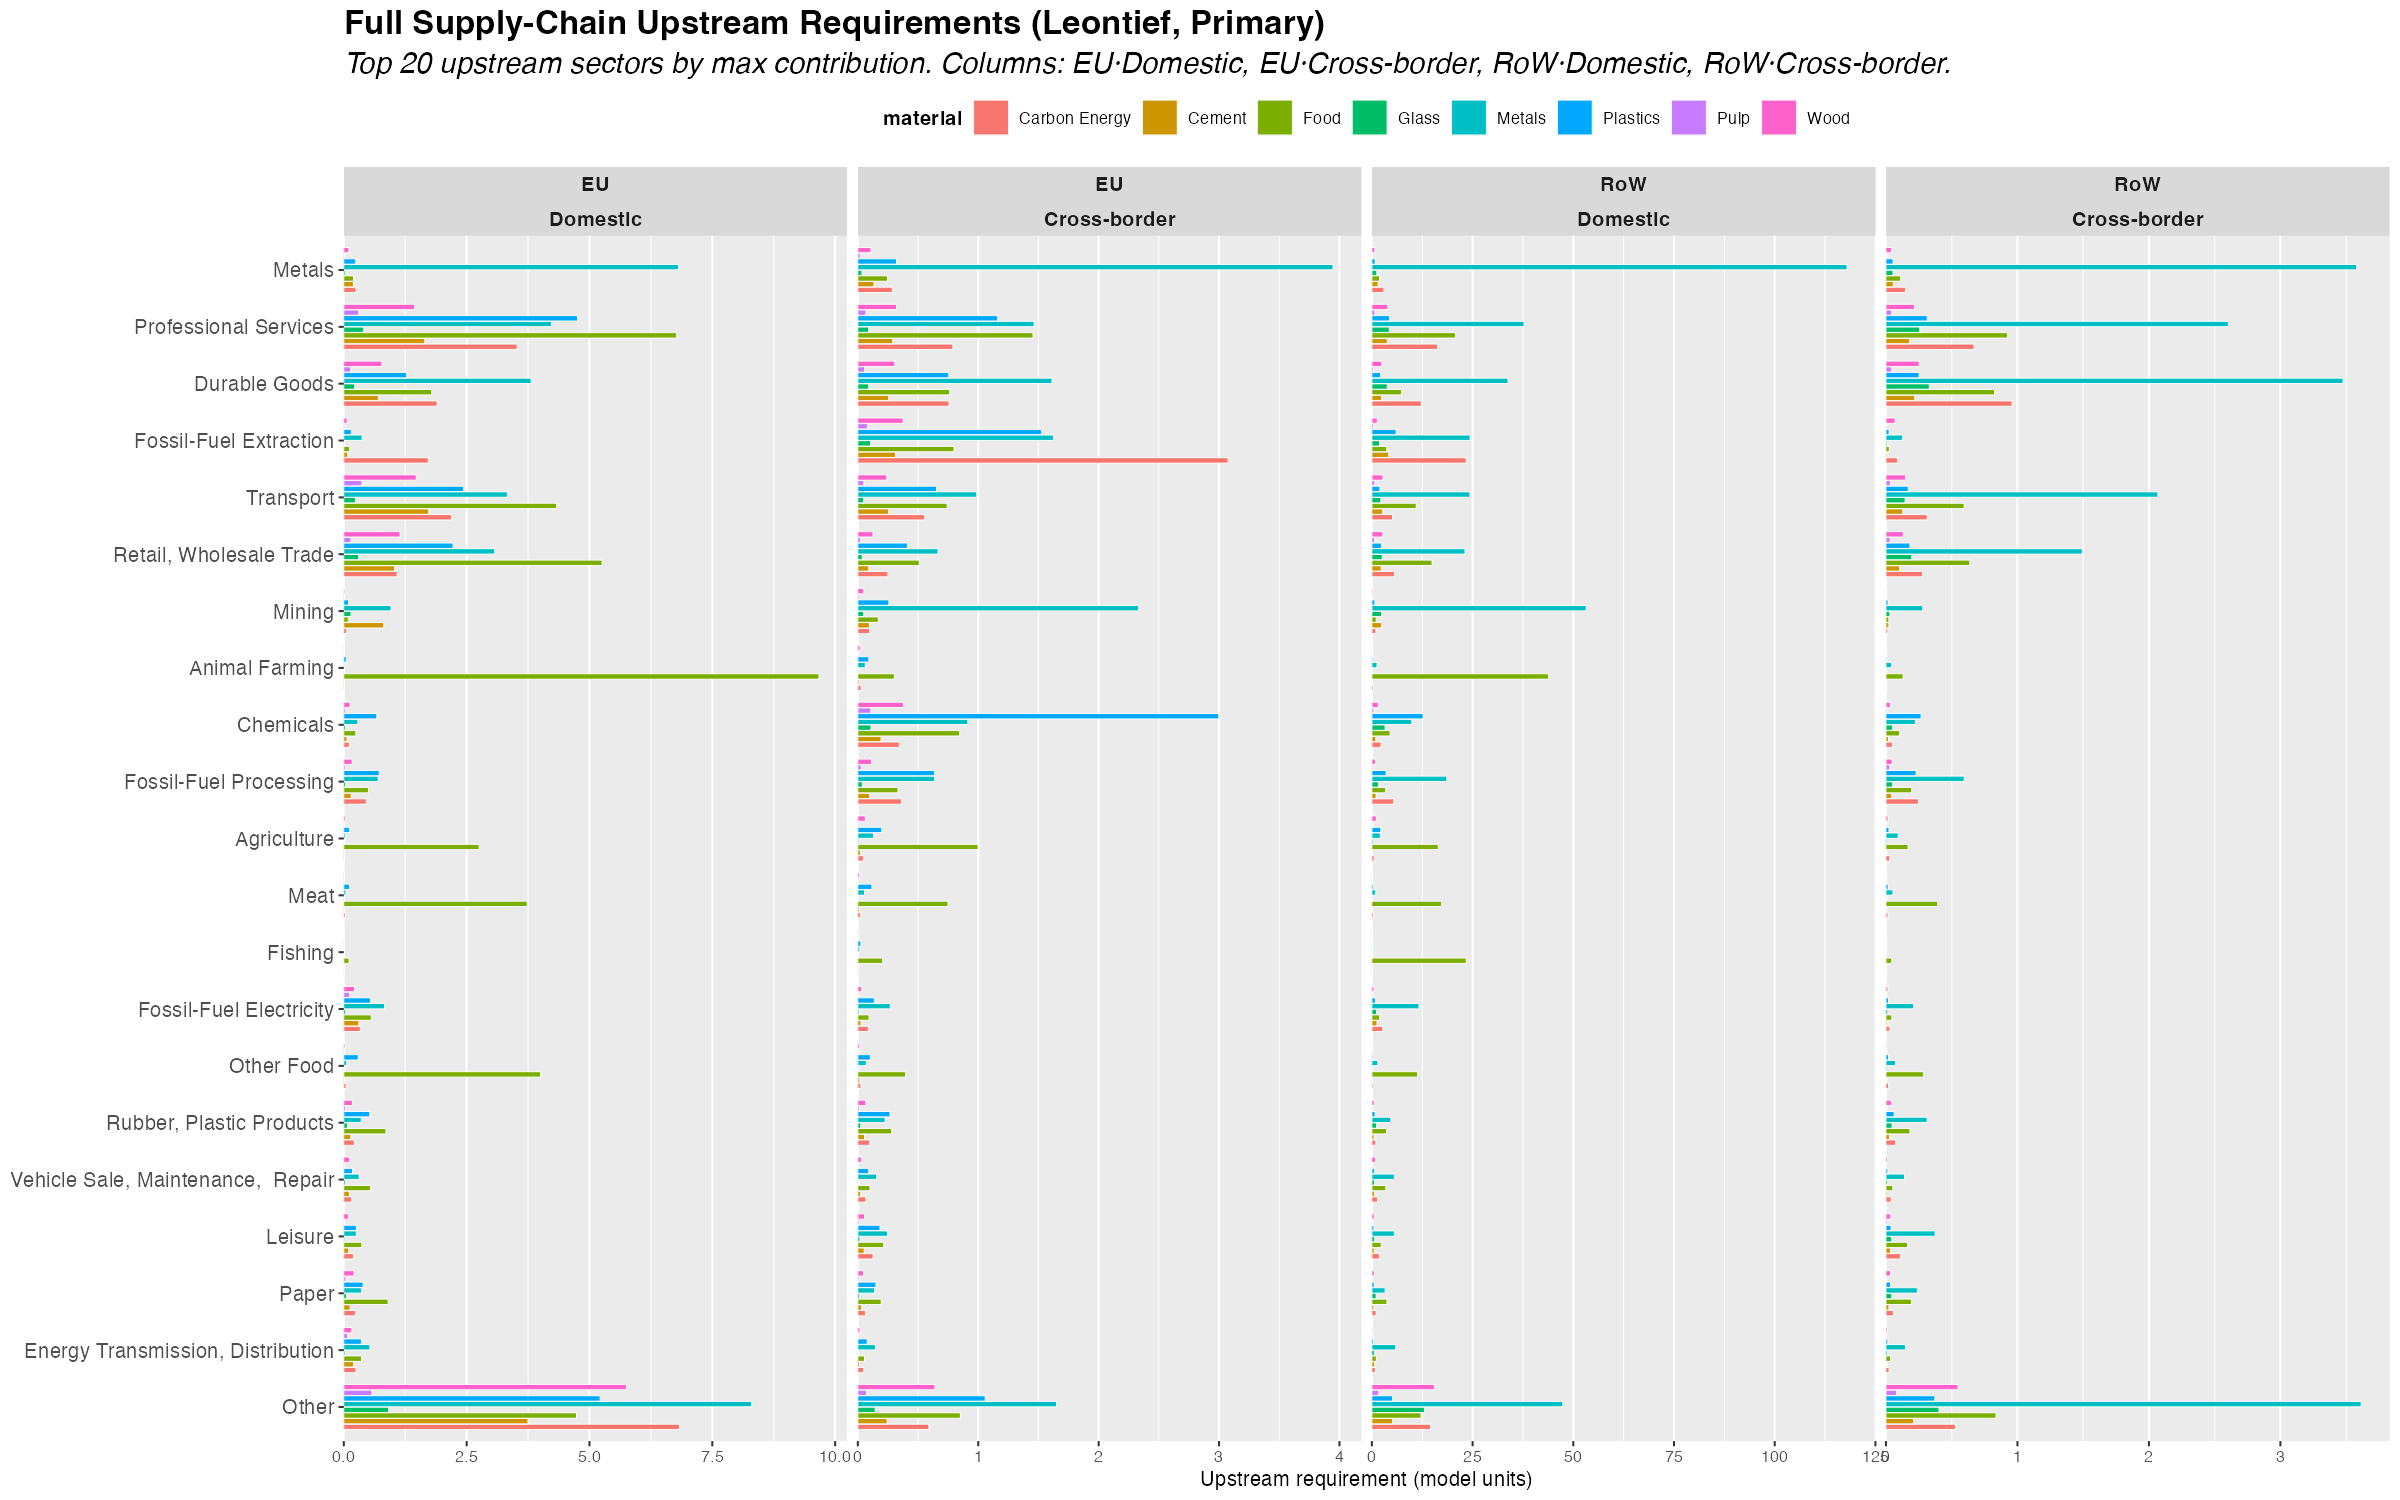 Full Supply-Chain Upstream Requirements (Leontief, Primary)
Top 20 upstream sectors by max contribution. Columns: EU·Domestic, EU·Cross-border, RoW·Domestic, RoW·Cross-border.
material Carbon Energy Cement Food Glass Metals Plastics Pulp Wood
EU EU RoW RoW
Domestic Cross-border Domestic Cross-border
Metals
Professional Services
Durable Goods
Fossil-Fuel Extraction
Transport
Retail, Wholesale Trade
Mining
Animal Farming
Chemicals
Fossil-Fuel Processing
Agriculture
Meat
Fishing
Fossil-Fuel Electricity
Other Food
Rubber, Plastic Products
Vehicle Sale, Maintenance,  Repair
Leisure
Paper
Energy Transmission, Distribution
Other
0.0 2.5 5.0 7.5 10.0 0 1 2 3 4 0 25 50 75 100 125 0 1 2 3
Upstream requirement (model units)